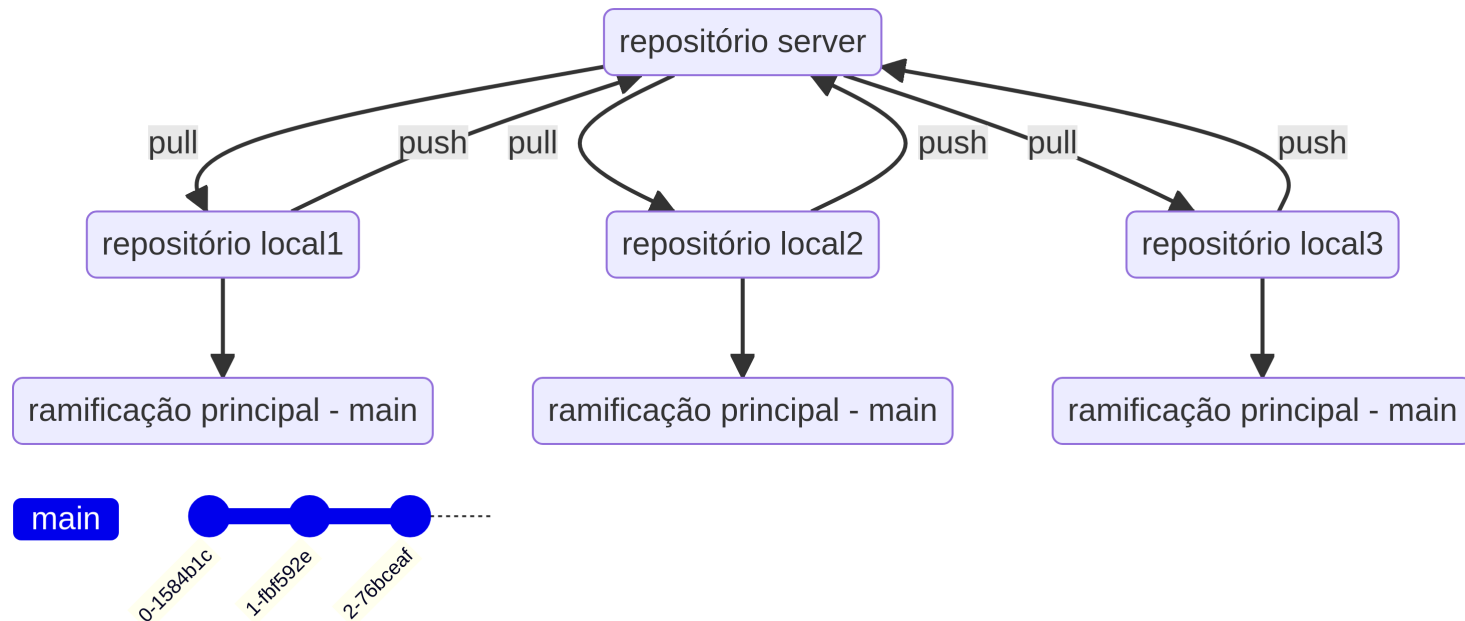 repositório server
pull
push
pull
push
pull
push
repositório local1
repositório local2
repositório local3
ramificação principal - main
ramificação principal - main
ramificação principal - main
main
0-1584b1c
1-fbf592e
2-76bceaf